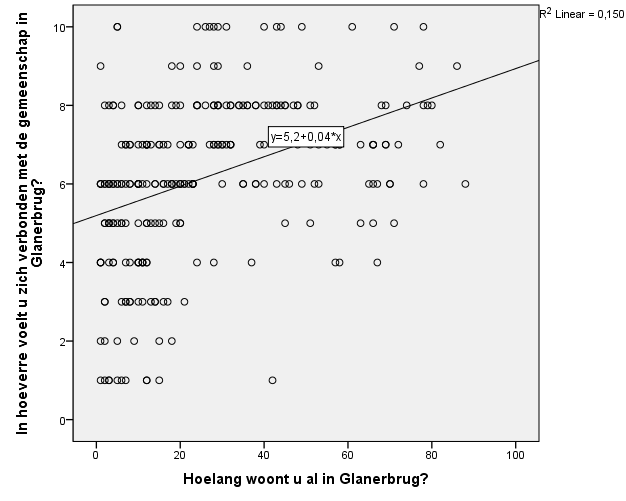 R2 Linear = 0,150
In hoeverre voelt u zich verbonden met de gemeenschap in
Glanerbrug?
10
8
6
4
2
0
y=5,2+0,04*x
0 20 40 60 80 100
Hoelang woont u al in Glanerbrug?